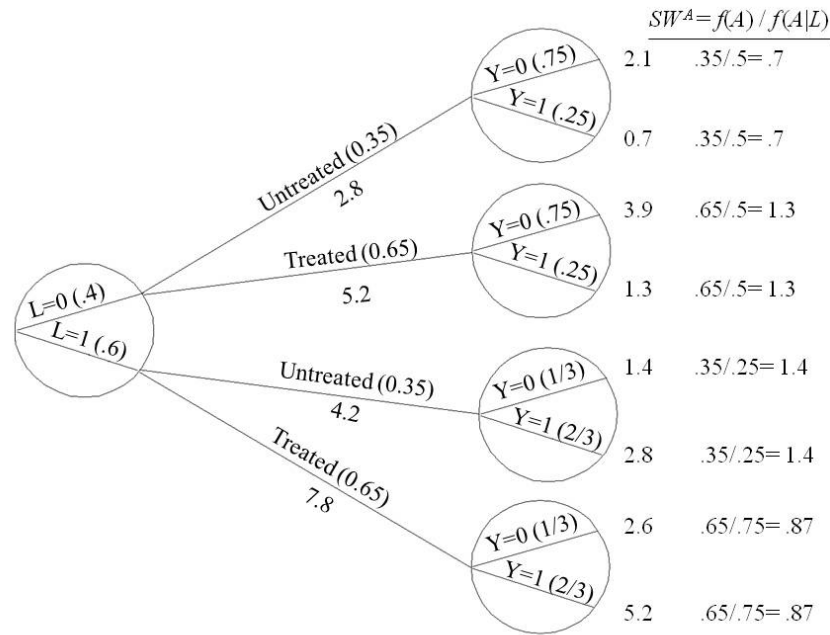 SW^A = f(A) / f(A|L)
Y=0 (.75) 2.1 .35/.5= .7
Y=1 (.25)
0.7 .35/.5= .7
Untreated (0.35)
2.8
Y=0 (.75) 3.9 .65/.5= 1.3
Treated (0.65) Y=1 (.25)
5.2 1.3 .65/.5= 1.3
L=0 (.4)
L=1 (.6)
Untreated (0.35) Y=0 (1/3) 1.4 .35/.25= 1.4
4.2 Y=1 (2/3)
2.8 .35/.25= 1.4
Treated (0.65)
7.8
Y=0 (1/3) 2.6 .65/.75= .87
Y=1 (2/3)
5.2 .65/.75= .87